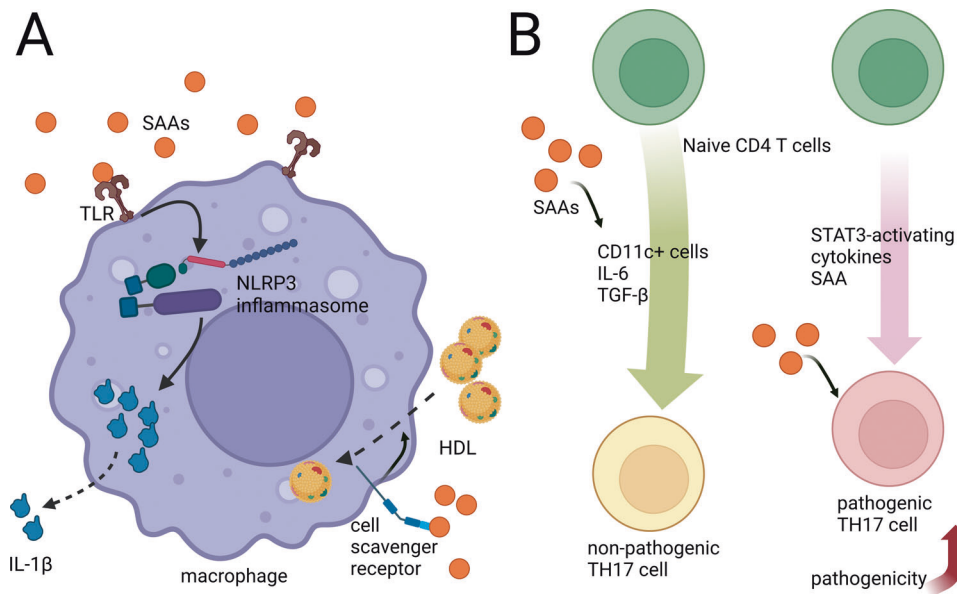 A
SAAs
TLR
NLRP3
inflammasome
HDL
IL-1β
macrophage
cell
scavenger
receptor
B
Naive CD4 T cells
SAAs
CD11c+ cells
IL-6
TGF-β
STAT3-activating
cytokines
SAA
non-pathogenic
TH17 cell
pathogenic
TH17 cell
pathogenicity